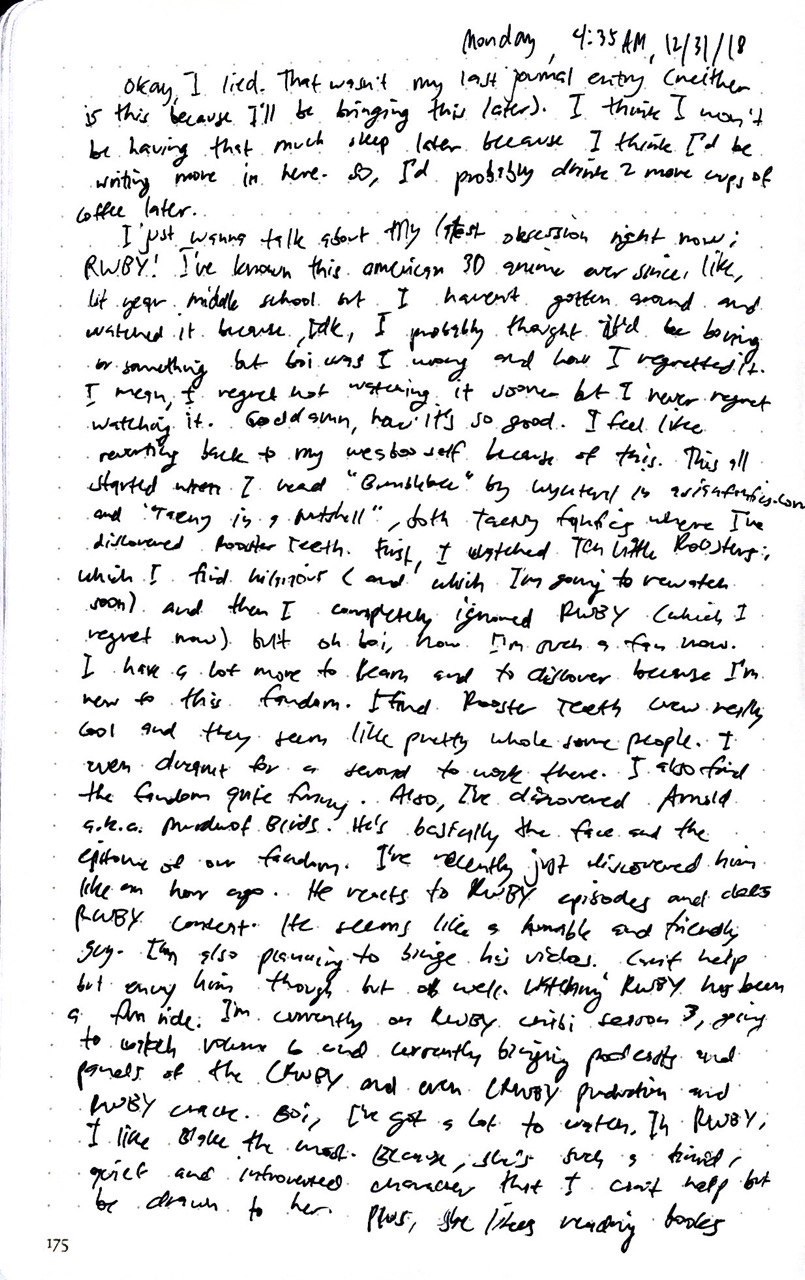 Monday, 4:35 AM, 12/31/18
Okay, I lied. That wasn't my last journal entry (neither
is this because I'll be bringing this later). I think I won't
be having that much sleep later because I think I'd be
writing more in here. So, I'd probably drink 2 more cups of
coffee later.
I just wanna talk about my latest obsession right now;
RWBY! I've known this american 3D anime ever since, like,
1st year middle school but I haven't gotten around and
watched it because, Idk, I probably thought it'd be boring
or something but boi was I wrong and how I regretted it.
I mean, I regret not watching it sooner but I never regret
watching it. Goddamn, how it's so good. I feel like
reverting back to my weaboo self because of this. This all
started when I read "Bumblebee" by in asianfanfics.com
and "Taeny in a Nutshell", both Taeny fanfics where I've
discovered Rooster Teeth. First, I watched Ten Little Roosters,
which I find hilarious (and which I'm going to rewatch
soon) and then I completely ignored RWBY (which I
regret now). but oh boi, how I'm such a fan now.
I have a lot more to learn and to discover because I'm
new to this fandom. I find Rooster Teeth crew really
cool and they seem like pretty whole some people. I
even dreamt for a second to work there. I also find
the fandom quite funny. Also, I've discovered Arnold
a.k.a. Murder of Birds. He's basically the face and the
epitome of our fandom. I've recently just discovered him
like an hour ago. He reacts to RWBY episodes and does
RWBY content. He seems like a humble and friendly
guy. I'm also planning to binge his videos. Can't help
but envy him though but oh well. Watching RWBY has been
a fun ride. I'm currently on RWBY chibi season 3, going
to watch volume 6 and currently binging podcasts and
panels of the CRWBY and even CRWBY production and
RWBY crack. Boi, I've got a lot to watch. In RWBY,
I like Blake the most. Because, she's such a timid,
quiet and introverted character that I can't help but
be drawn to her. Plus, she likes reading books
175